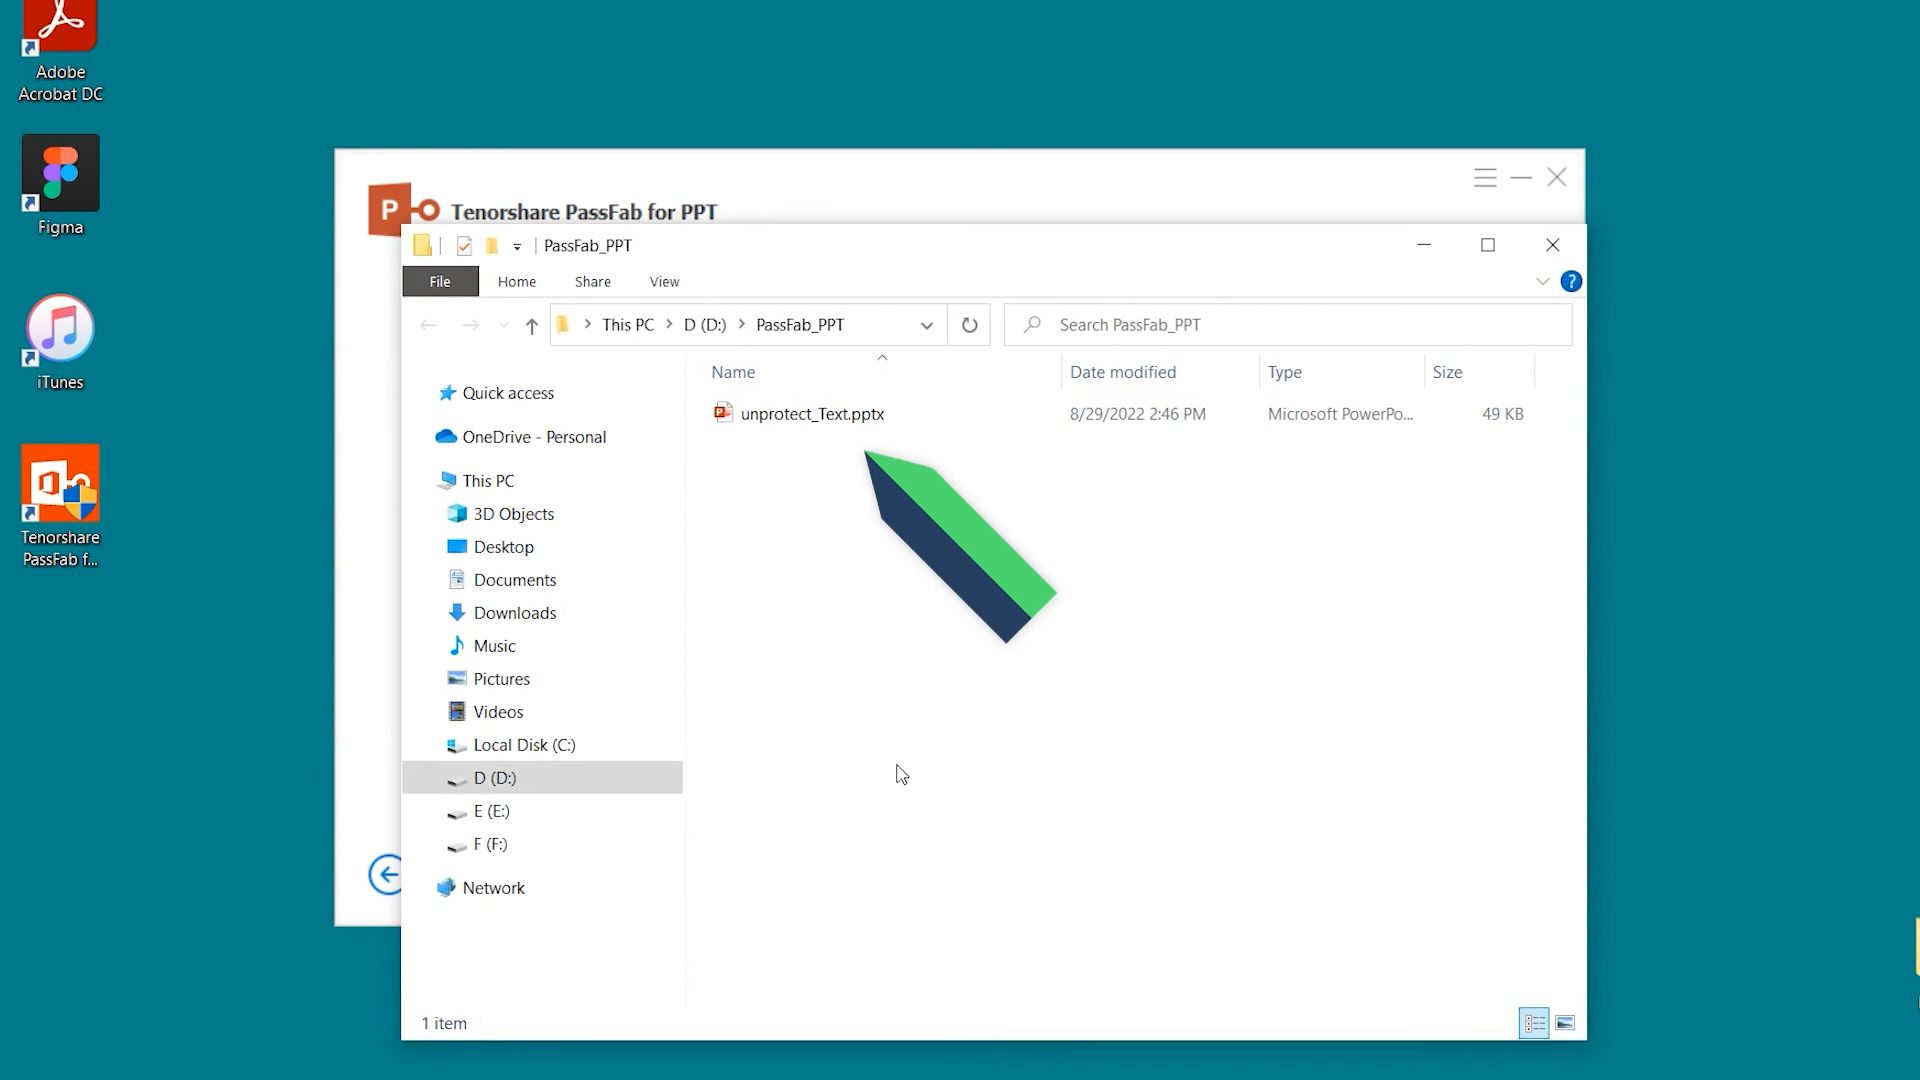 Adobe
Acrobat DC
Figma
iTunes
Tenorshare
PassFab f...
P
Tenorshare PassFab for PPT
PassFab_PPT
File Home Share View
?
This PC > D (D:) > PassFab_PPT
Search PassFab_PPT
Name Date modified Type Size
unprotect_Text.pptx 8/29/2022 2:46 PM Microsoft PowerPo... 49 KB
Quick access
OneDrive - Personal
This PC
3D Objects
Desktop
Documents
Downloads
Music
Pictures
Videos
Local Disk (C:)
D (D:)
E (E:)
F (F:)
Network
1 item